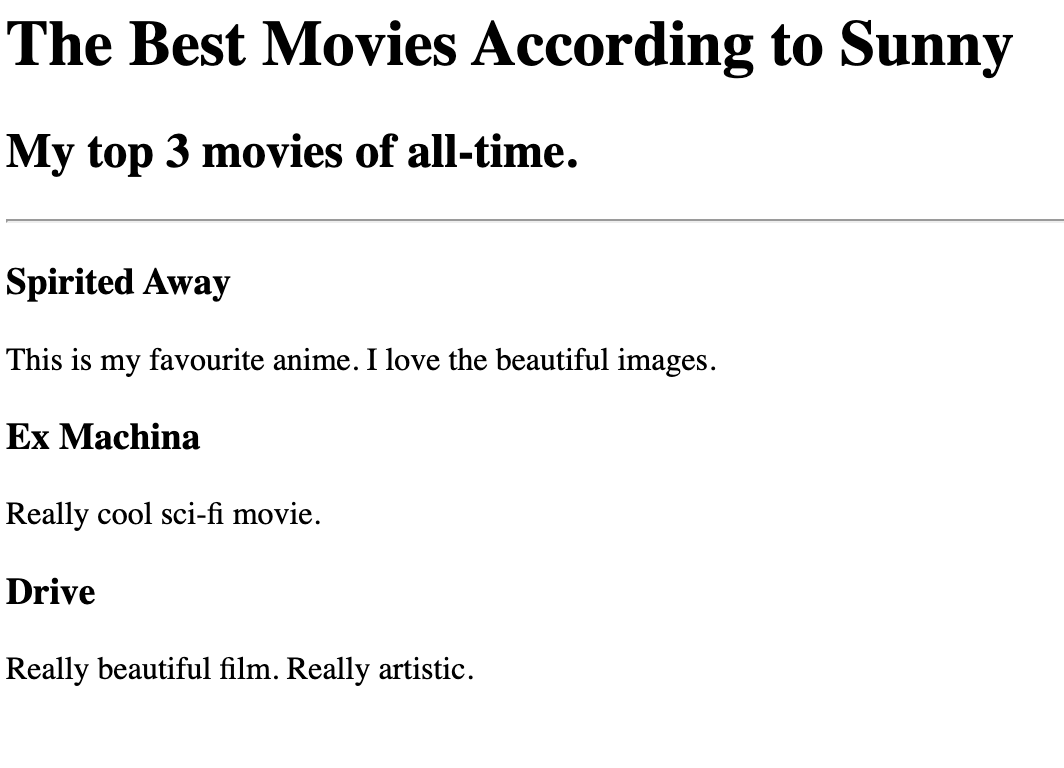 The Best Movies According to Sunny
My top 3 movies of all-time.
Spirited Away
This is my favourite anime. I love the beautiful images.
Ex Machina
Really cool sci-fi movie.
Drive
Really beautiful film. Really artistic.